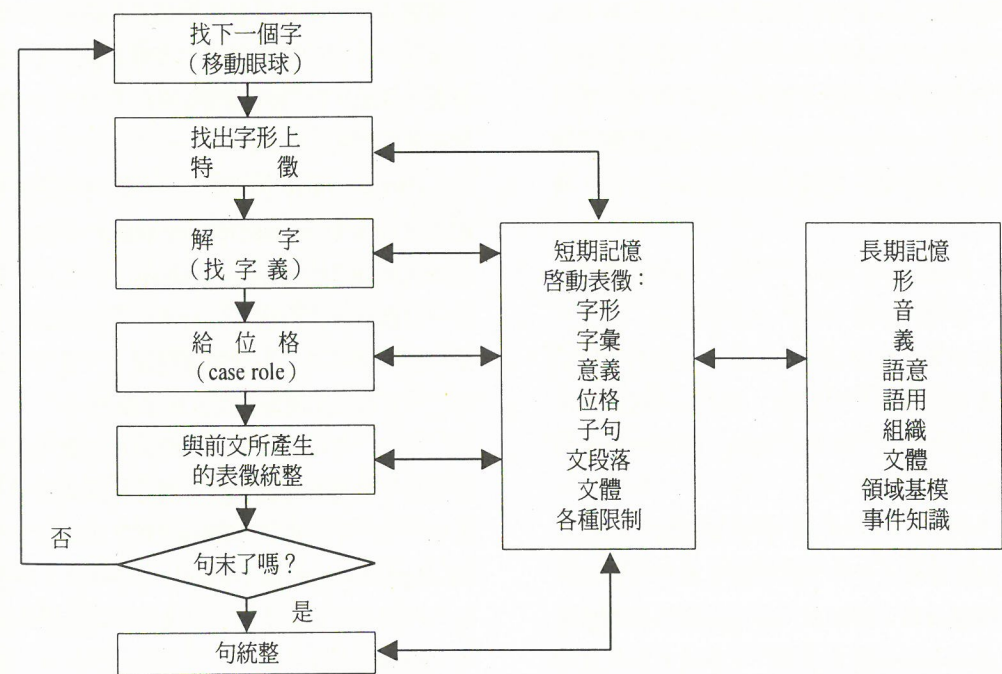 找下一個字
（移動眼球）
找出字形上
特徵
解字
（找字義）
給位格
（case role）
與前文所產生
的表徵統整
否
句末了嗎？
是
句統整
短期記憶
啓動表徵：
字形
字彙
意義
位格
子句
文段落
文體
各種限制
長期記憶
形
音
義
語意
語用
組織
文體
領域基模
事件知識